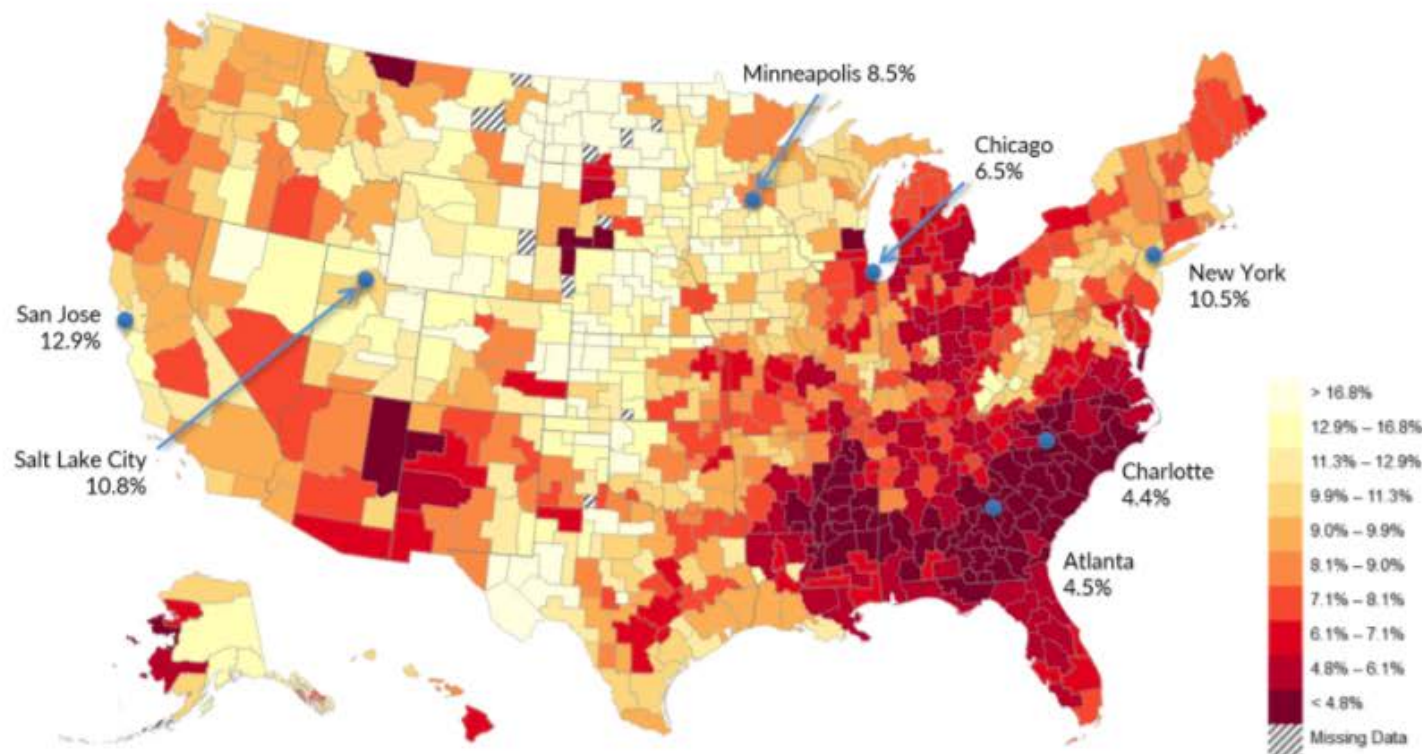 Minneapolis 8.5%
Chicago
6.5%
New York
10.5%
San Jose
12.9%
Salt Lake City
10.8%
Charlotte
4.4%
Atlanta
4.5%
> 16.8%
12.9% – 16.8%
11.3% – 12.9%
9.9% – 11.3%
9.0% – 9.9%
8.1% – 9.0%
7.1% – 8.1%
6.1% – 7.1%
4.8% – 6.1%
< 4.8%
Missing Data